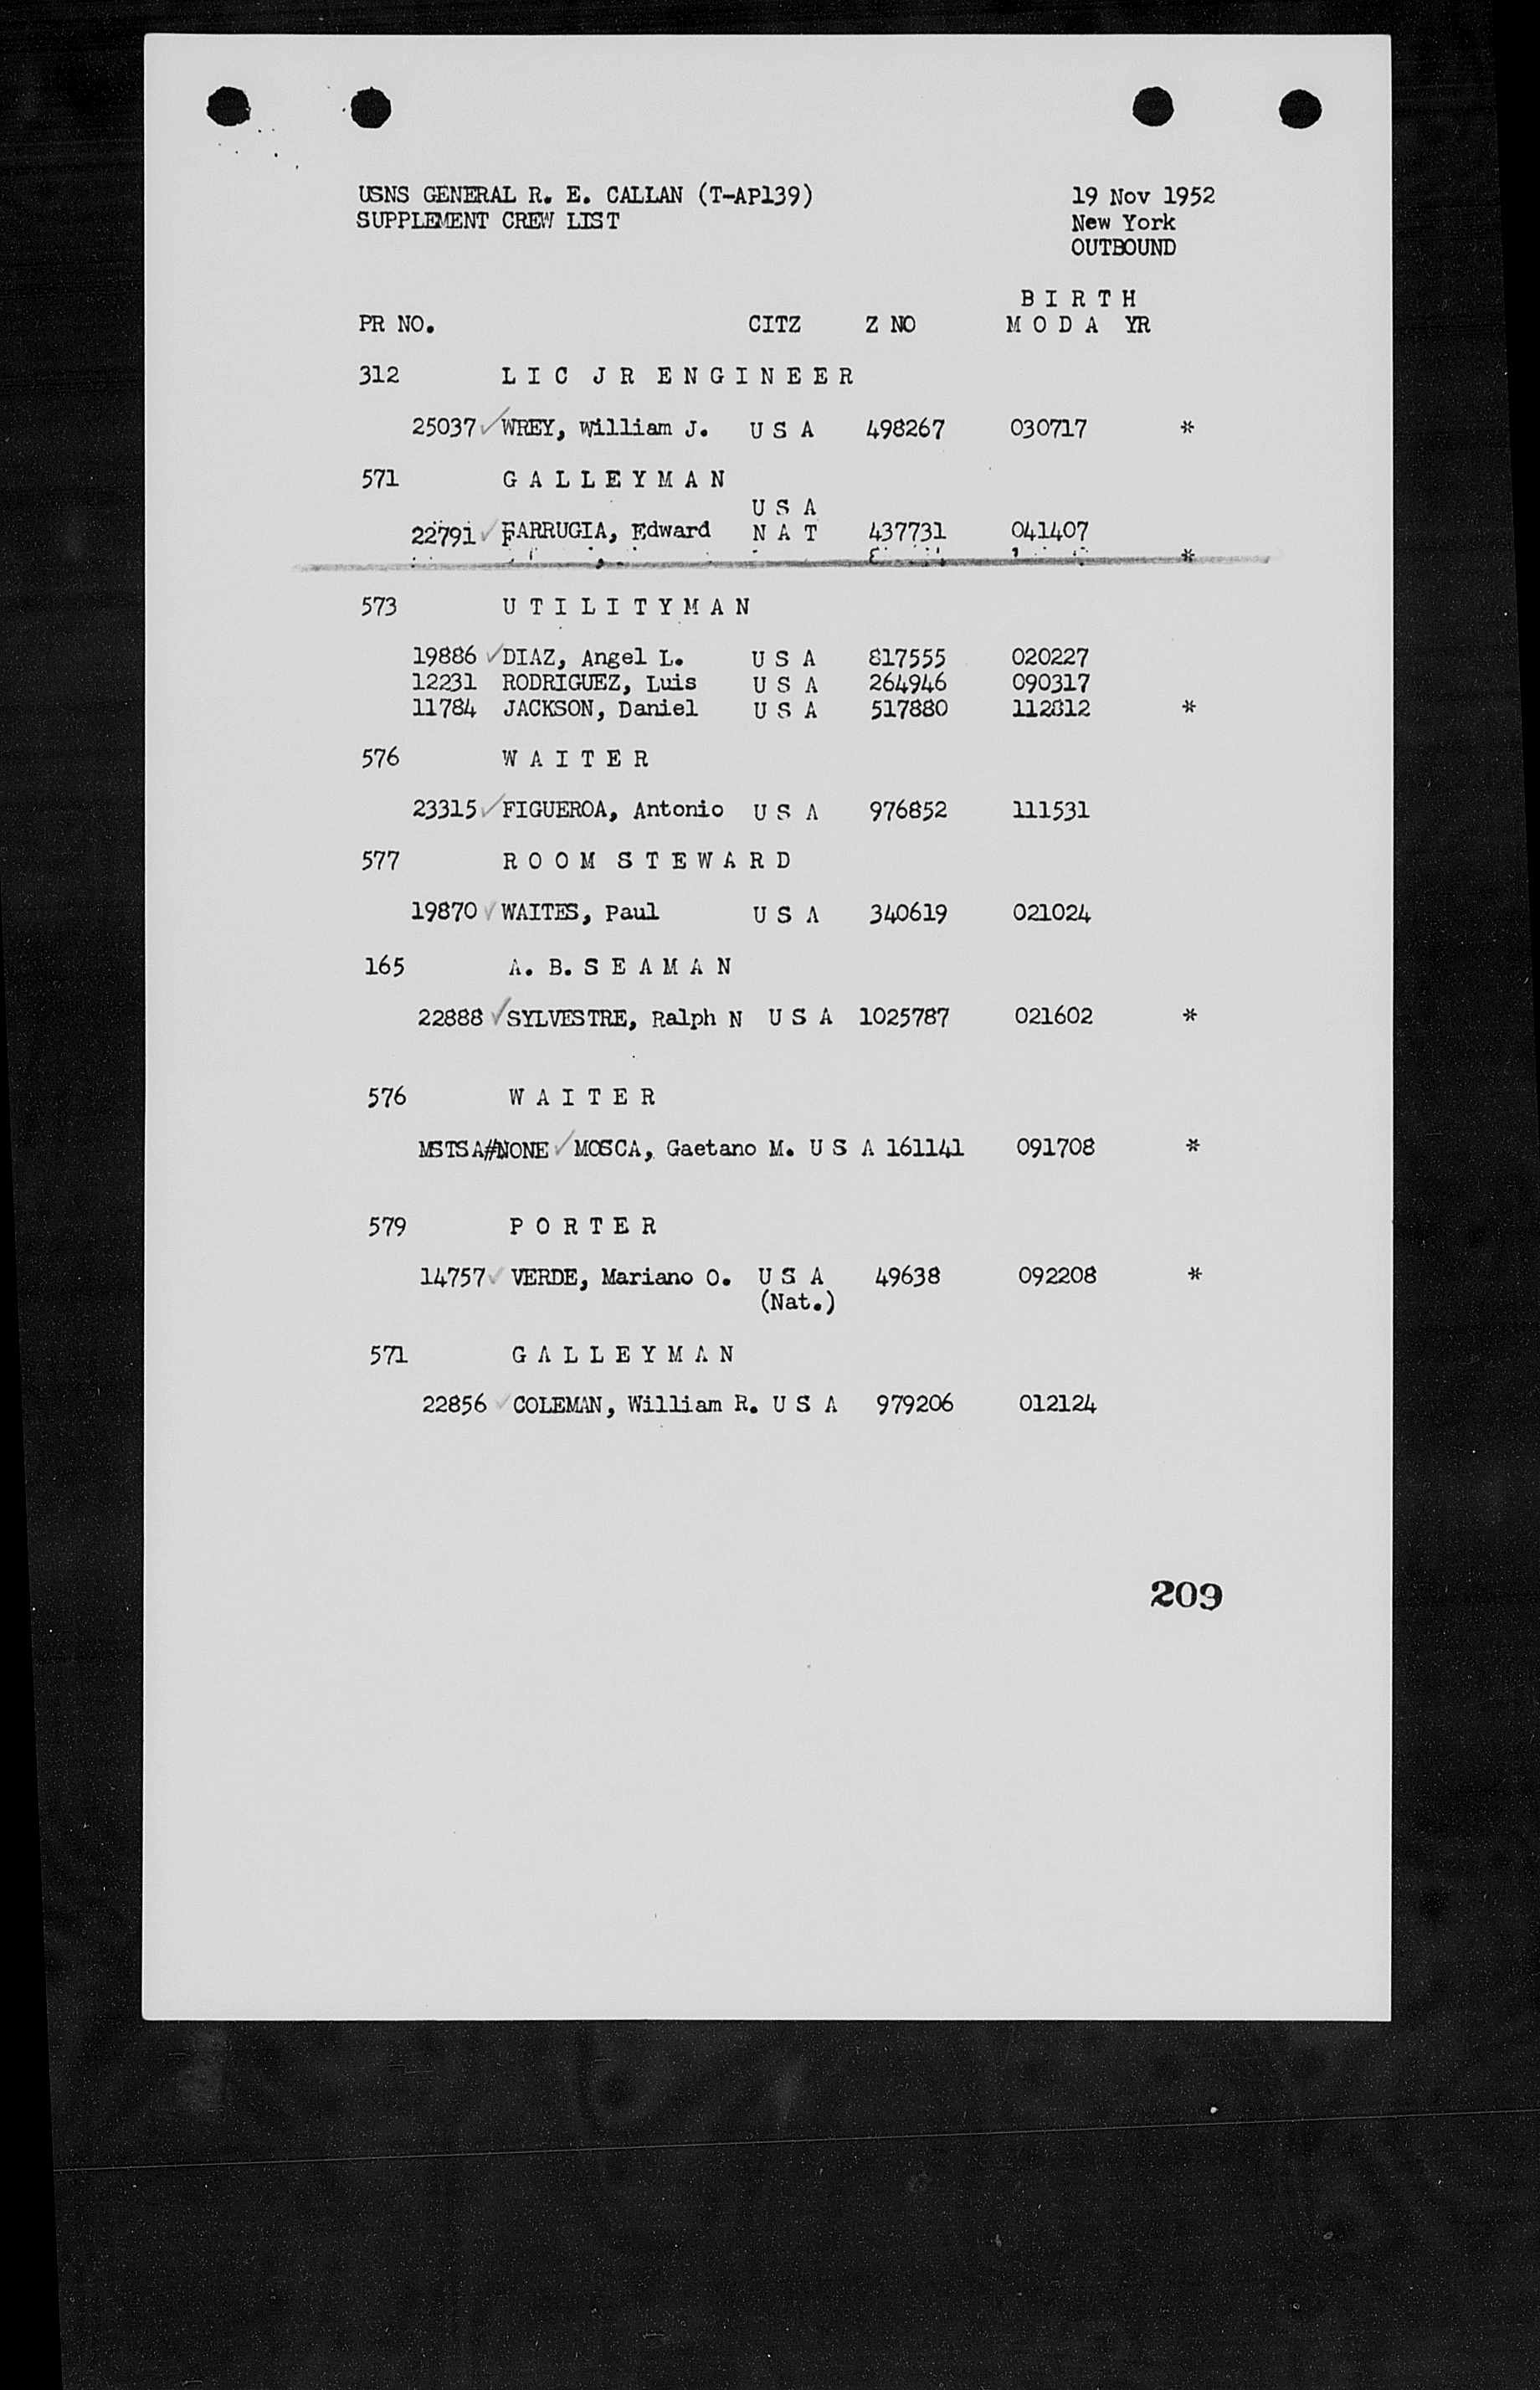 USNS GENERAL R. E. CALLAN (T-AP139) 19 Nov 1952
SUPPLEMENT CREW LIST New York
OUTBOUND
B I R T H
PR NO. CITZ Z NO M O D A YR
312 L I C J R E N G I N E E R
25037 ✓ WREY, William J. U S A 498267 030717 *
571 G A L L E Y M A N
U S A
22791 ✓ FARRUGIA, Edward N A T 437731 041407
*
573 U T I L I T Y M A N
19886 ✓ DIAZ, Angel L. U S A 817555 020227
12231 RODRIGUEZ, Luis U S A 264946 090317
11784 JACKSON, Daniel U S A 517880 112812 *
576 W A I T E R
23315 ✓ FIGUEROA, Antonio U S A 976852 111531
577 R O O M S T E W A R D
19870 ✓ WAITES, Paul U S A 340619 021024
165 A. B. S E A M A N
22888 ✓ SYLVESTRE, Ralph N U S A 1025787 021602 *
576 W A I T E R
MSTSA#NONE ✓ MOSCA, Gaetano M. U S A 161141 091708 *
579 P O R T E R
14757 ✓ VERDE, Mariano O. U S A 49638 092208 *
(Nat.)
571 G A L L E Y M A N
22856 ✓ COLEMAN, William R. U S A 979206 012124
209